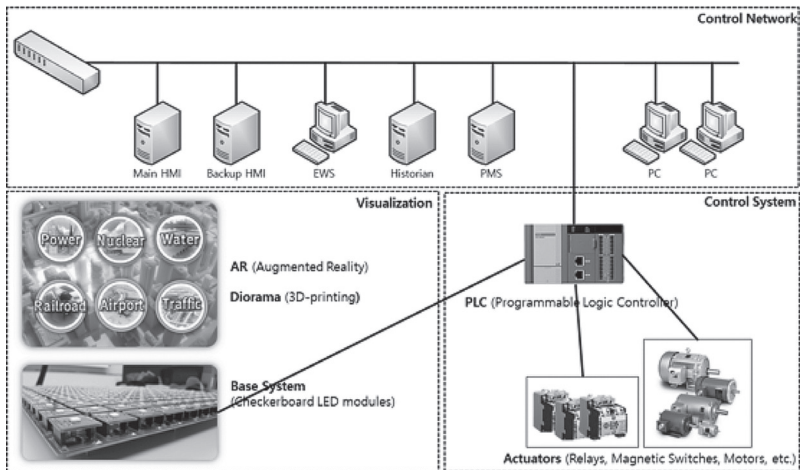 Control Network
Main HMI
Backup HMI
EWS
Historian
PMS
PC
PC
Visualization
Power
Nuclear
Water
Railroad
Airport
Traffic
AR (Augmented Reality)
Diorama (3D-printing)
Base System
(Checkerboard LED modules)
Control System
PLC (Programmable Logic Controller)
Actuators (Relays, Magnetic Switches, Motors, etc.)